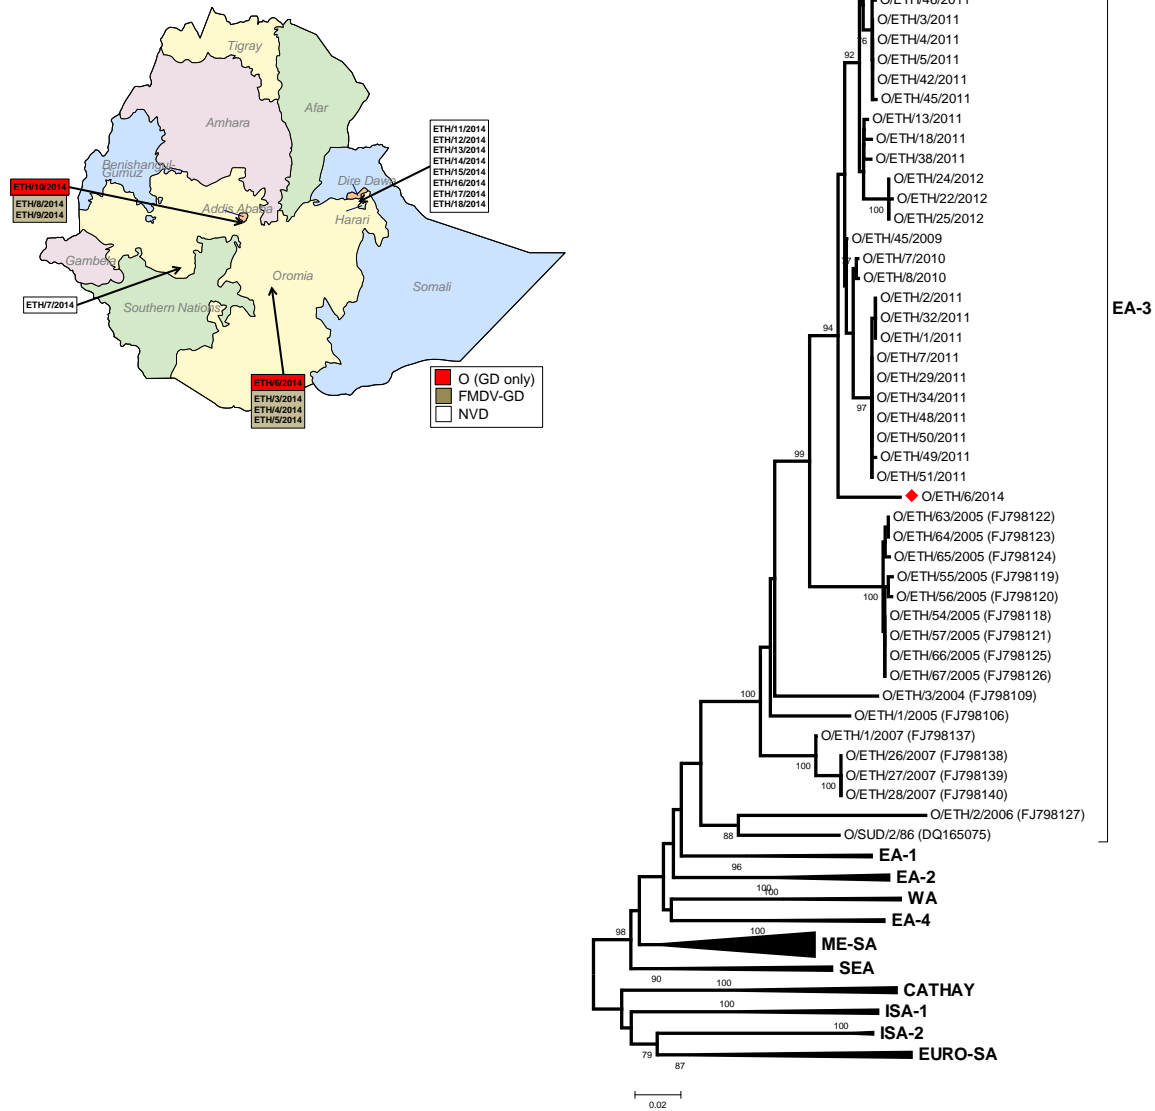 Tigray
Afar
Amhara
Benishangul-
Gumuz
Dire Dawa
Addis Ababa
Harari
Gambela
Oromia
Somali
Southern Nations
ETH/10/2014
ETH/8/2014
ETH/9/2014
ETH/7/2014
ETH/6/2014
ETH/3/2014
ETH/4/2014
ETH/5/2014
ETH/11/2014
ETH/12/2014
ETH/13/2014
ETH/14/2014
ETH/15/2014
ETH/16/2014
ETH/17/2014
ETH/18/2014
O (GD only)
FMDV-GD
NVD
O/ETH/46/2011
O/ETH/3/2011
O/ETH/4/2011
76
92
O/ETH/5/2011
O/ETH/42/2011
O/ETH/45/2011
O/ETH/13/2011
O/ETH/18/2011
O/ETH/38/2011
O/ETH/24/2012
O/ETH/22/2012
100
O/ETH/25/2012
O/ETH/45/2009
O/ETH/7/2010
77
O/ETH/8/2010
O/ETH/2/2011
EA-3
O/ETH/32/2011
94
O/ETH/1/2011
O/ETH/7/2011
O/ETH/29/2011
O/ETH/34/2011
97
O/ETH/48/2011
O/ETH/50/2011
99
O/ETH/49/2011
O/ETH/51/2011
O/ETH/6/2014
O/ETH/63/2005 (FJ798122)
O/ETH/64/2005 (FJ798123)
O/ETH/65/2005 (FJ798124)
O/ETH/55/2005 (FJ798119)
100
O/ETH/56/2005 (FJ798120)
O/ETH/54/2005 (FJ798118)
O/ETH/57/2005 (FJ798121)
O/ETH/66/2005 (FJ798125)
O/ETH/67/2005 (FJ798126)
100
O/ETH/3/2004 (FJ798109)
O/ETH/1/2005 (FJ798106)
O/ETH/1/2007 (FJ798137)
O/ETH/26/2007 (FJ798138)
100
O/ETH/27/2007 (FJ798139)
100
O/ETH/28/2007 (FJ798140)
O/ETH/2/2006 (FJ798127)
88
O/SUD/2/86 (DQ165075)
EA-1
96
EA-2
100
100
WA
EA-4
98
100
ME-SA
SEA
90
100
CATHAY
100
ISA-1
100
ISA-2
79
EURO-SA
87
0.02